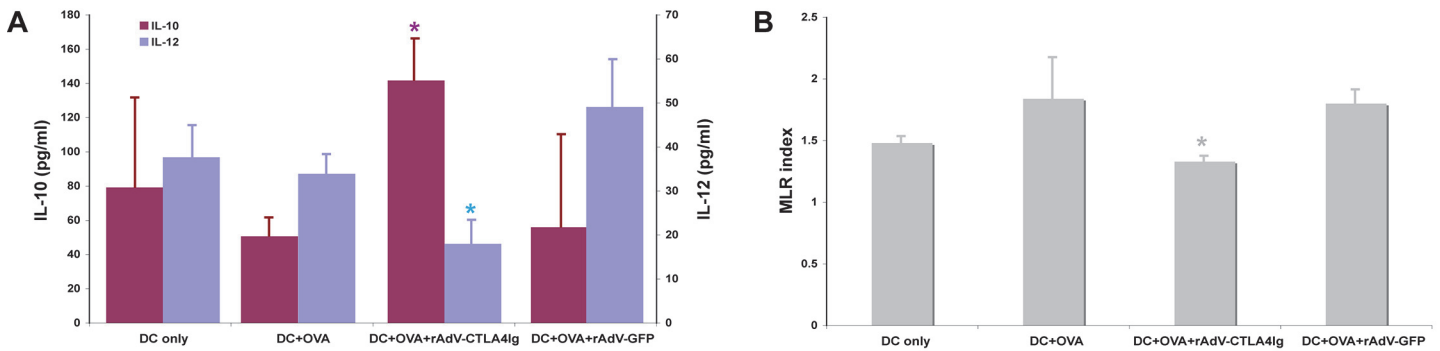 A
IL-10 (pg/ml)
180
160
140
120
100
80
60
40
20
0
IL-10
IL-12
*
*
70
60
50
40
30
20
10
0
IL-12 (pg/ml)
DC only
DC+OVA
DC+OVA+rAdV-CTLA4Ig
DC+OVA+rAdV-GFP
B
MLR index
2.5
2
1.5
1
0.5
0
*
DC only
DC+OVA
DC+OVA+rAdV-CTLA4Ig
DC+OVA+rAdV-GFP